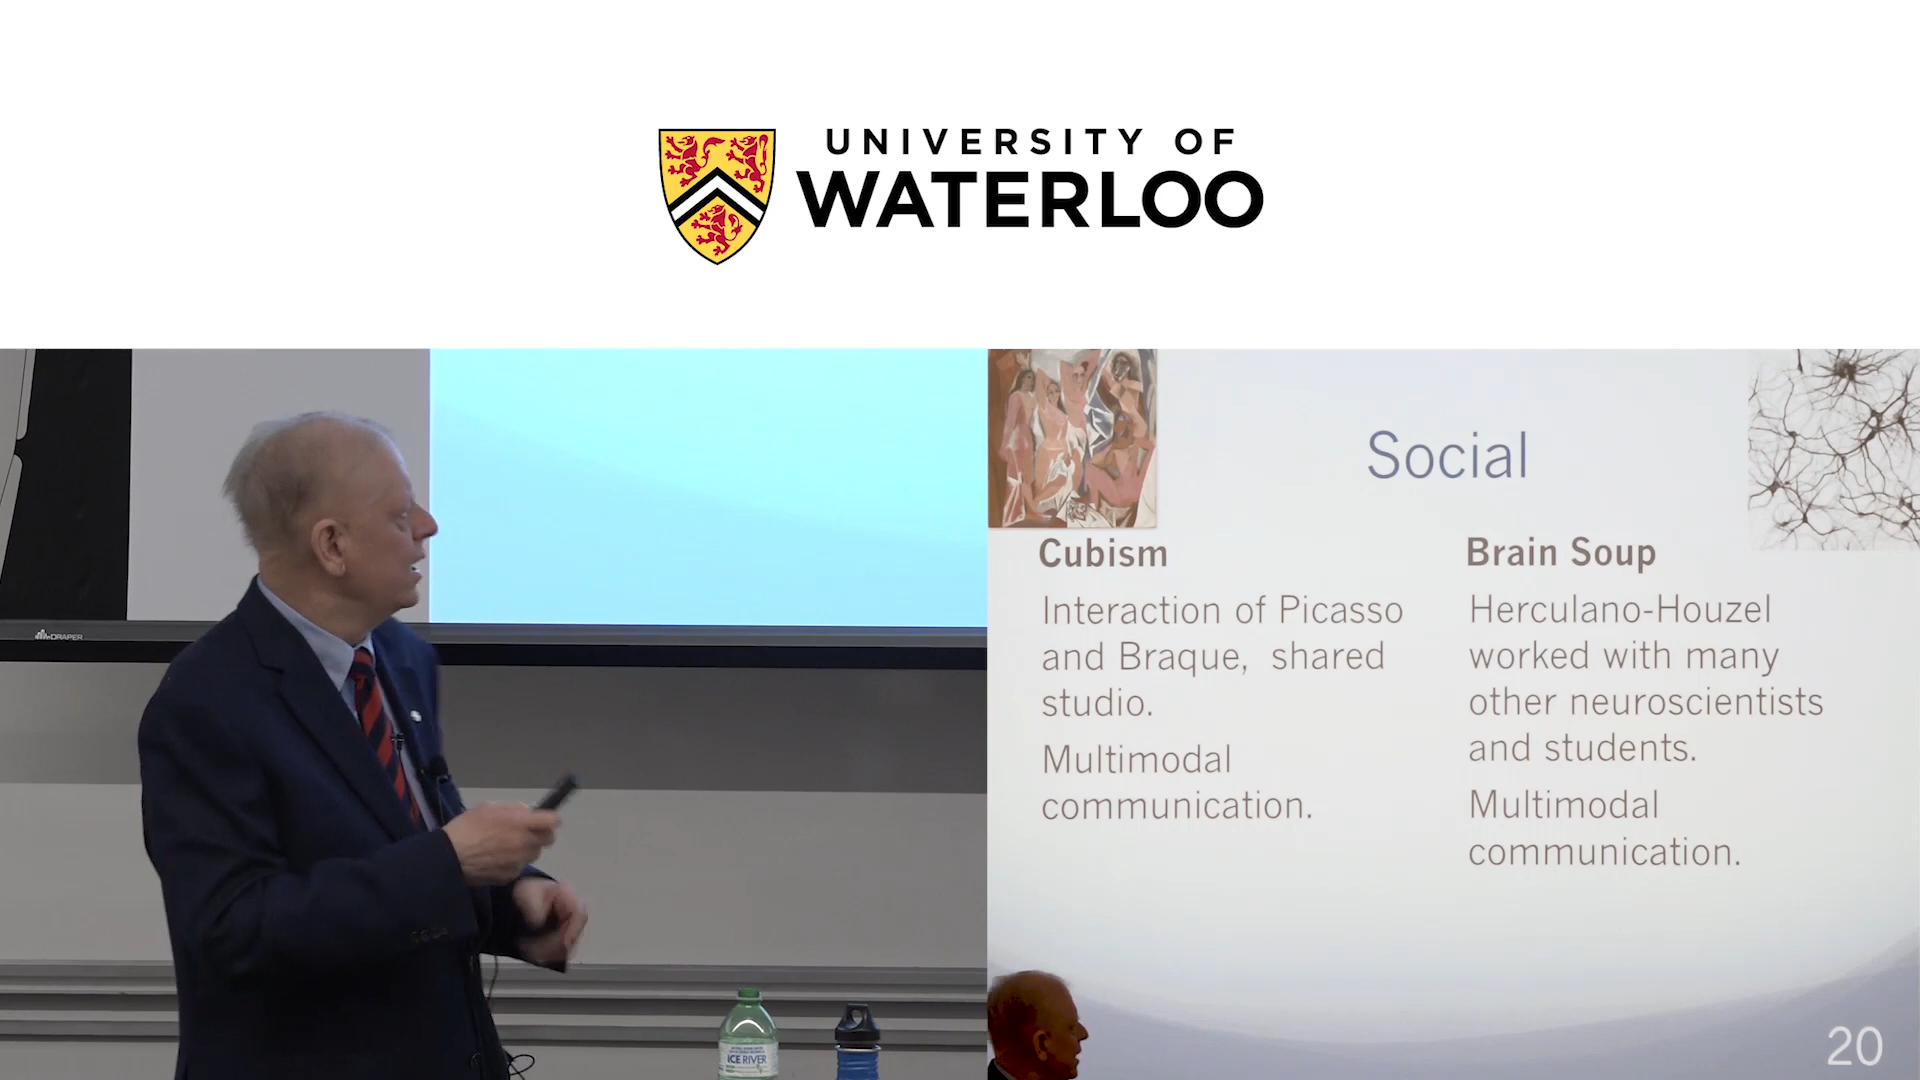 UNIVERSITY OF
WATERLOO
DRAPER
Social
Cubism
Interaction of Picasso
and Braque, shared
studio.
Multimodal
communication.
Brain Soup
Herculano-Houzel
worked with many
other neuroscientists
and students.
Multimodal
communication.
ICE RIVER
20